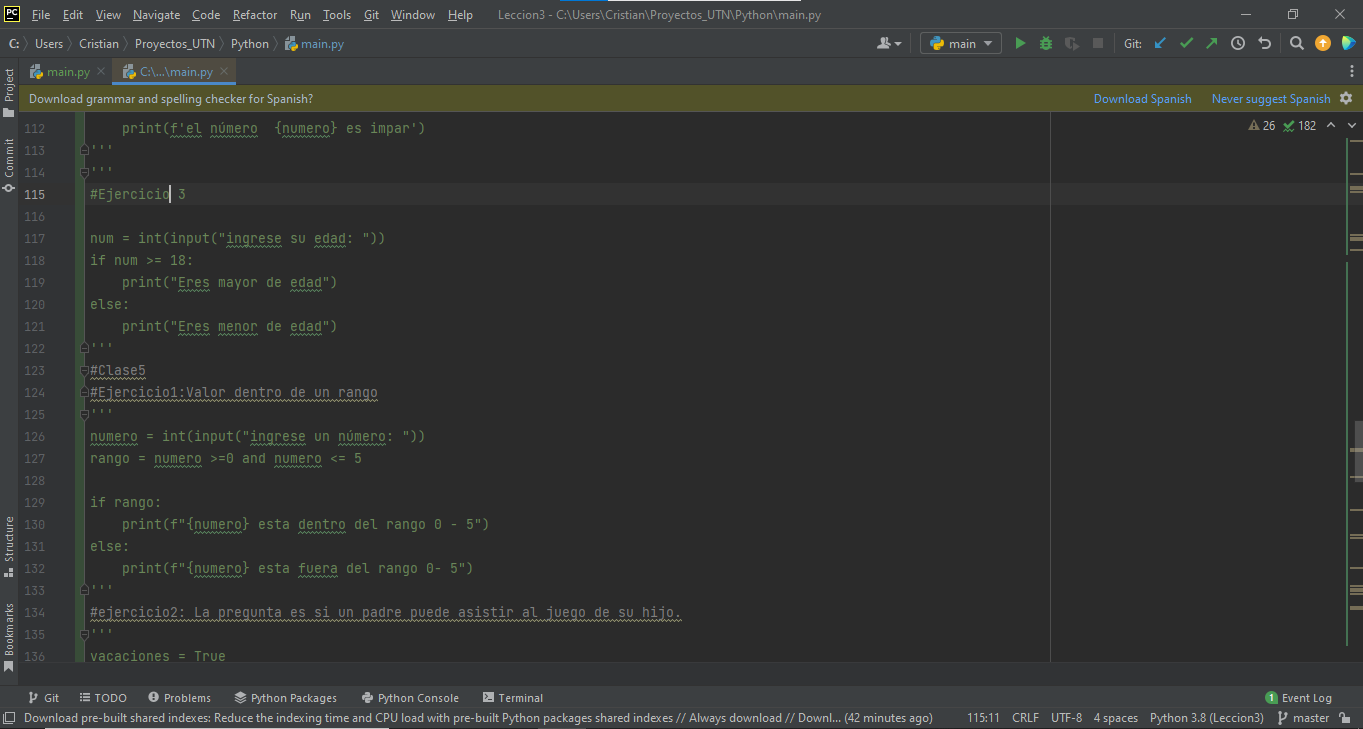 PC File Edit View Navigate Code Refactor Run Tools Git Window Help Leccion3 - C:\Users\Cristian\Proyectos_UTN\Python\main.py
C: Users Cristian Proyectos_UTN Python main.py main Git:
main.py C:\...\main.py
Download grammar and spelling checker for Spanish? Download Spanish Never suggest Spanish
Project
Commit
Structure
Bookmarks
26 182
112 print(f'el número  {numero} es impar')
113 '''
114 '''
115 #Ejercicio 3
116
117 num = int(input("ingrese su edad: "))
118 if num >= 18:
119 print("Eres mayor de edad")
120 else:
121 print("Eres menor de edad")
122 '''
123 #Clase5
124 #Ejercicio1:Valor dentro de un rango
125 '''
126 numero = int(input("ingrese un número: "))
127 rango = numero >=0 and numero <= 5
128
129 if rango:
130 print(f"{numero} esta dentro del rango 0 - 5")
131 else:
132 print(f"{numero} esta fuera del rango 0- 5")
133 '''
134 #ejercicio2: La pregunta es si un padre puede asistir al juego de su hijo.
135 '''
136 vacaciones = True
Git TODO Problems Python Packages Python Console Terminal 1 Event Log
Download pre-built shared indexes: Reduce the indexing time and CPU load with pre-built Python packages shared indexes // Always download // Downl... (42 minutes ago) 115:11 CRLF UTF-8 4 spaces Python 3.8 (Leccion3) master